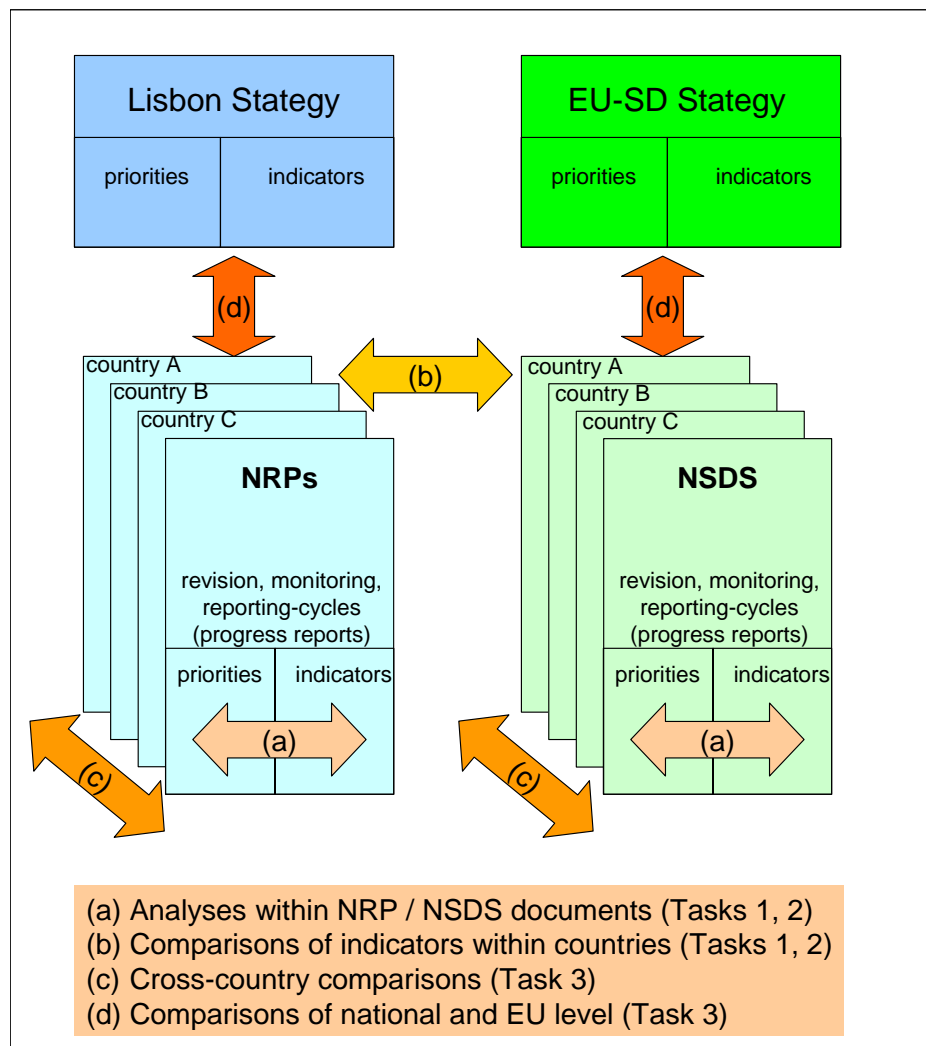 Lisbon Stategy
priorities
indicators
EU-SD Stategy
priorities
indicators
(d)
(d)
(b)
country A
country B
country C
NRPs
revision, monitoring,
reporting-cycles
(progress reports)
priorities
indicators
(a)
(c)
country A
country B
country C
NSDS
revision, monitoring,
reporting-cycles
(progress reports)
priorities
indicators
(a)
(c)
(a) Analyses within NRP / NSDS documents (Tasks 1, 2)
(b) Comparisons of indicators within countries (Tasks 1, 2)
(c) Cross-country comparisons (Task 3)
(d) Comparisons of national and EU level (Task 3)